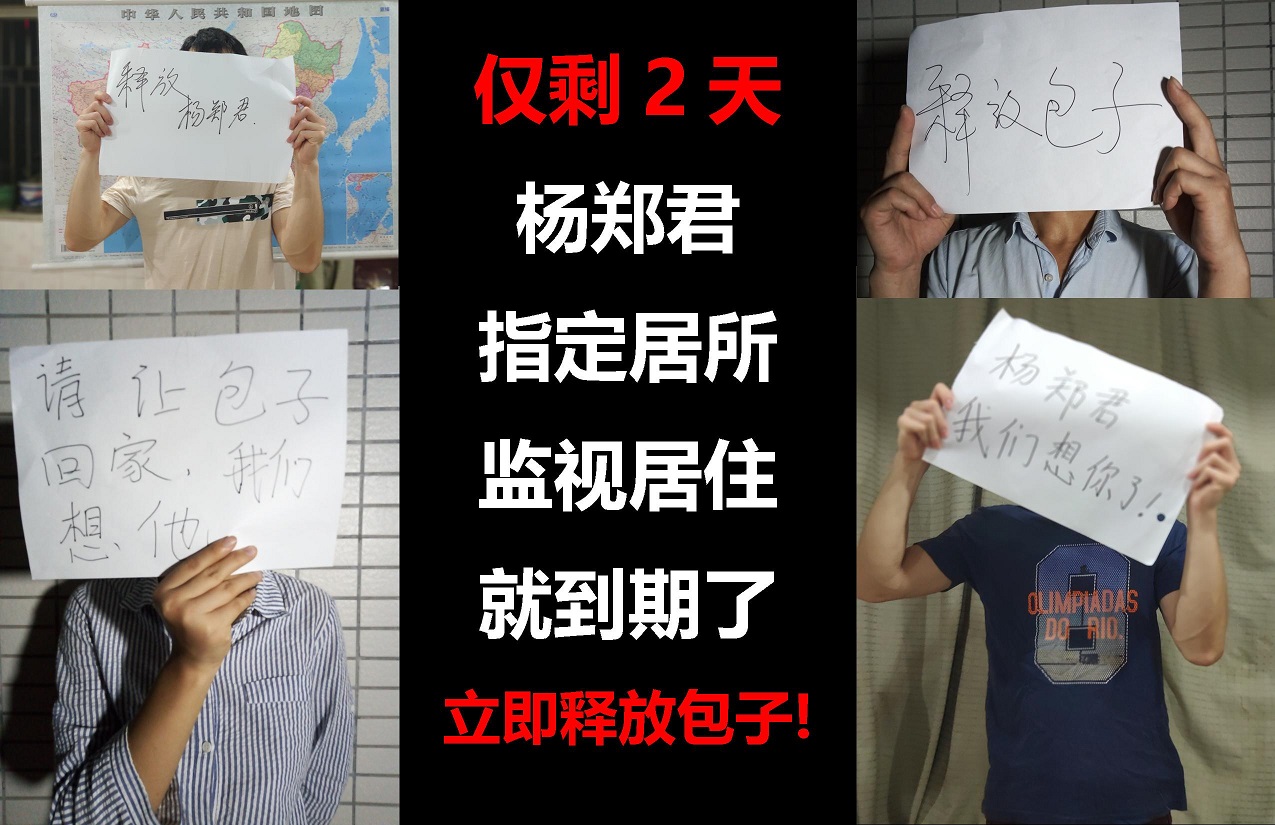 中华人民共和国地图
释放
杨郑君.
仅剩 2 天
杨郑君
指定居所
监视居住
就到期了
立即释放包子!
释放包子
请让包子
回家,我们
想他
杨郑君
我们想你了!
OLIMPIADAS
DO RIO.